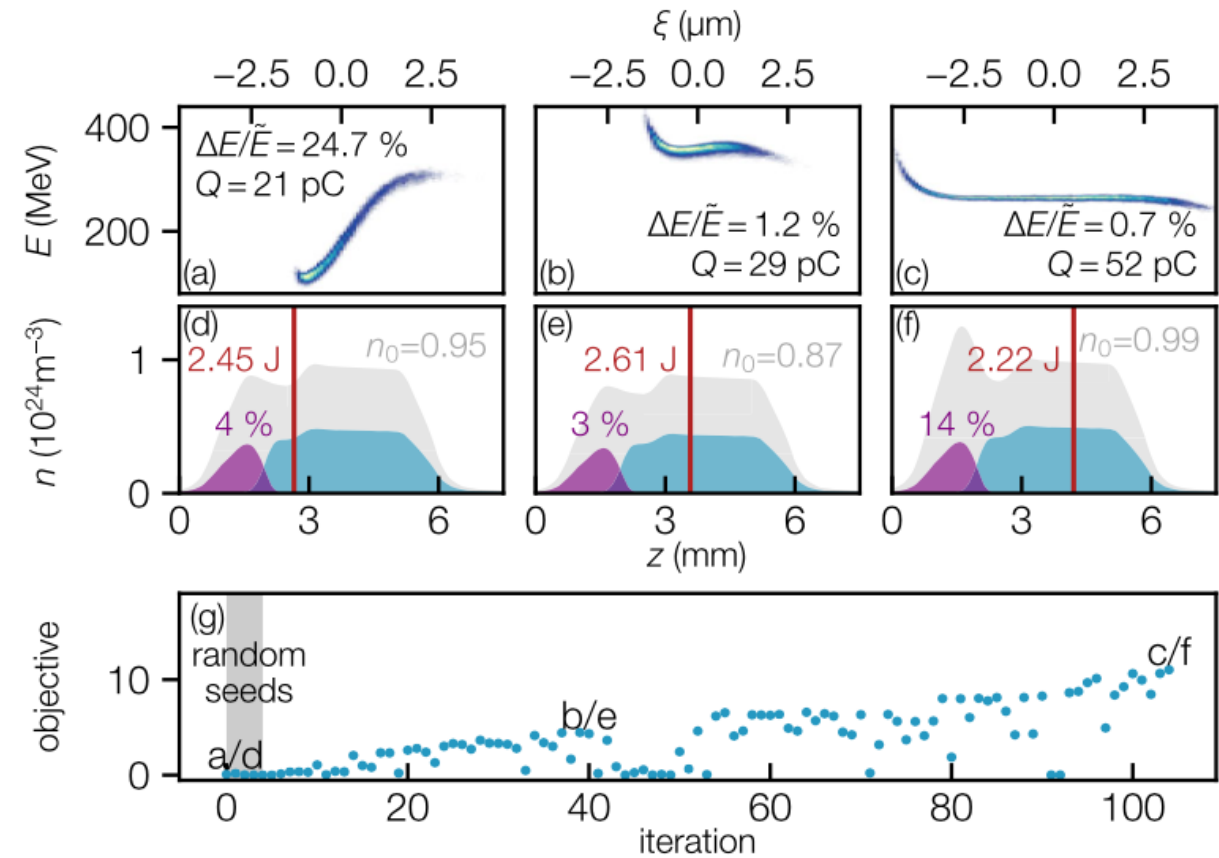 ξ (μm)
−2.5 0.0 2.5 −2.5 0.0 2.5 −2.5 0.0 2.5
E (MeV)
400
200
ΔE/Ẽ = 24.7 %
Q = 21 pC
(a)
ΔE/Ẽ = 1.2 %
Q = 29 pC
(b)
ΔE/Ẽ = 0.7 %
Q = 52 pC
(c)
n (10²⁴m⁻³)
1
0
(d)
n₀=0.95
2.45 J
4 %
(e)
n₀=0.87
2.61 J
3 %
(f)
n₀=0.99
2.22 J
14 %
0 3 6 0 3 6 0 3 6
z (mm)
objective
10
0
(g)
random
seeds
a/d
b/e
c/f
0 20 40 60 80 100
iteration